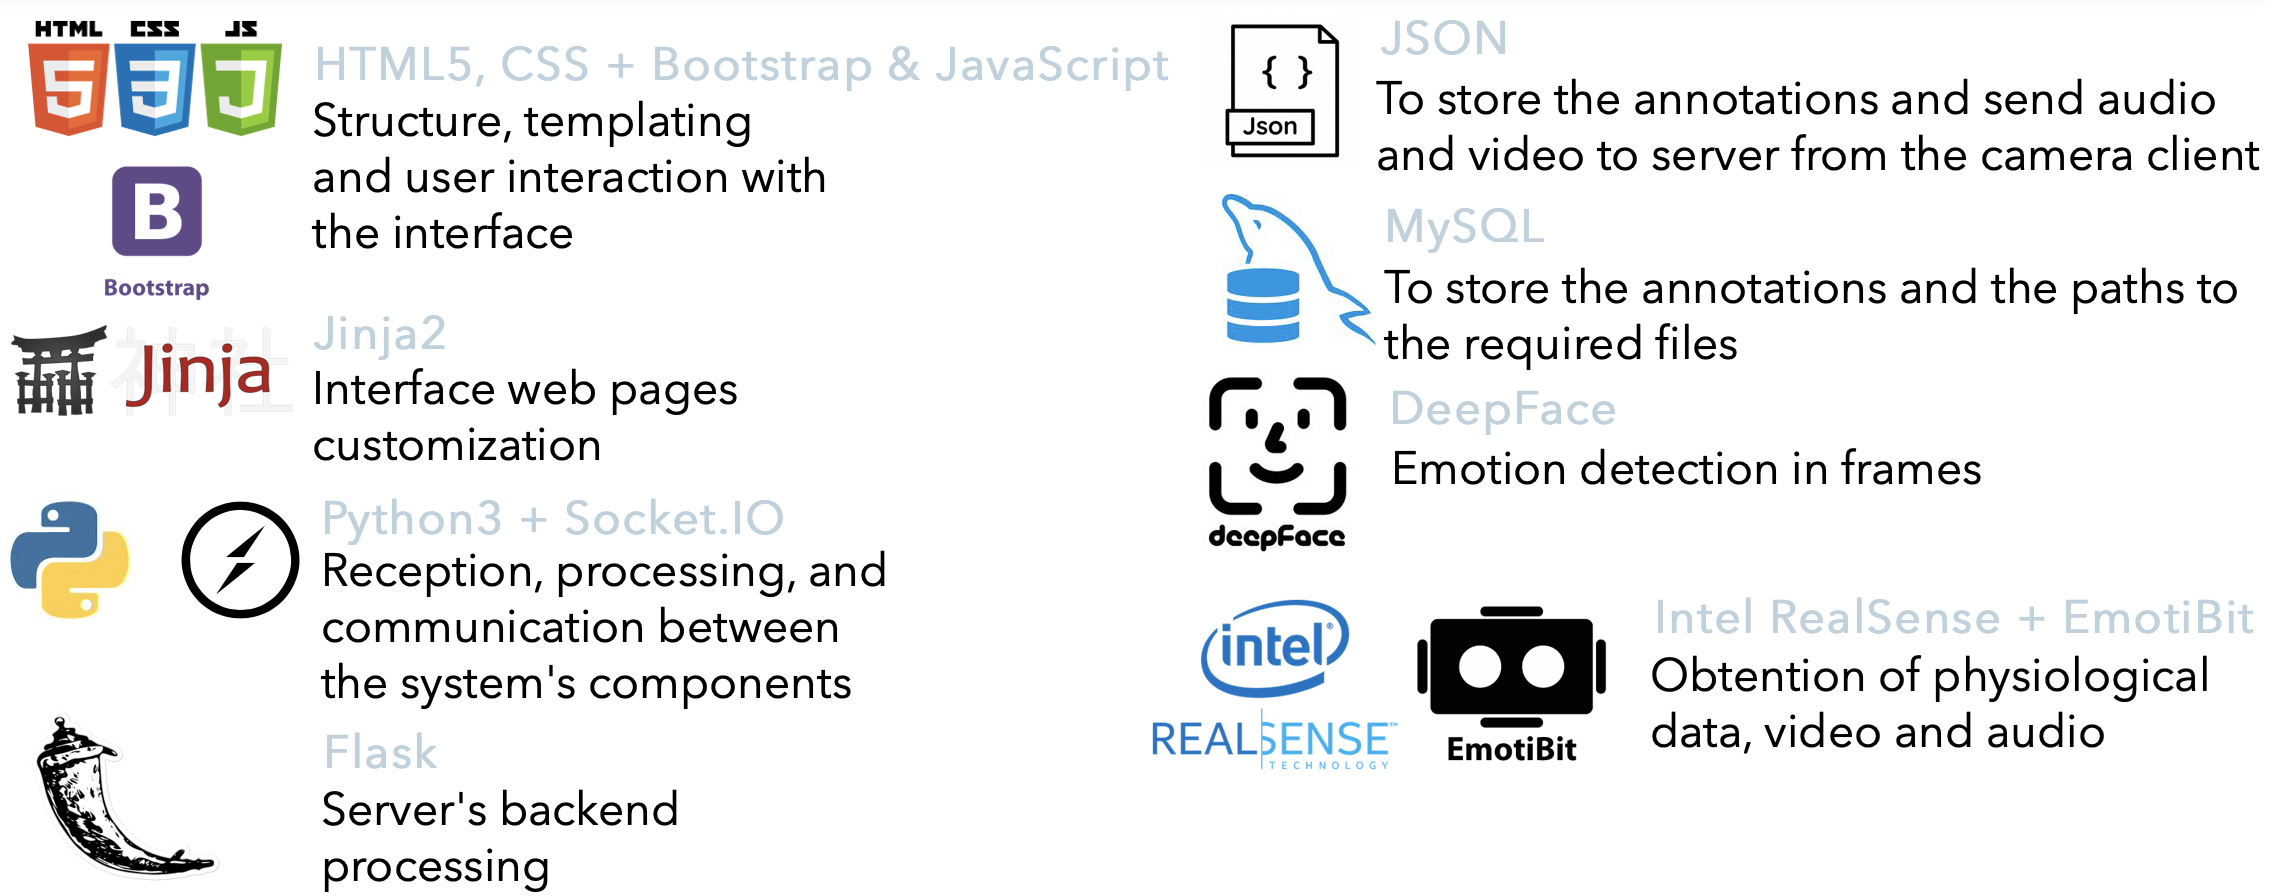 HTML CSS JS
HTML5, CSS + Bootstrap & JavaScript
Structure, templating
and user interaction with
the interface
B
Bootstrap
神社
Jinja
Jinja2
Interface web pages
customization
Python3 + Socket.IO
Reception, processing, and
communication between
the system's components
Flask
Server's backend
processing
{ }
Json
JSON
To store the annotations and send audio
and video to server from the camera client
MySQL
To store the annotations and the paths to
the required files
deepFace
DeepFace
Emotion detection in frames
intel®
REALSENSE™
TECHNOLOGY
EmotiBit
Intel RealSense + EmotiBit
Obtention of physiological
data, video and audio